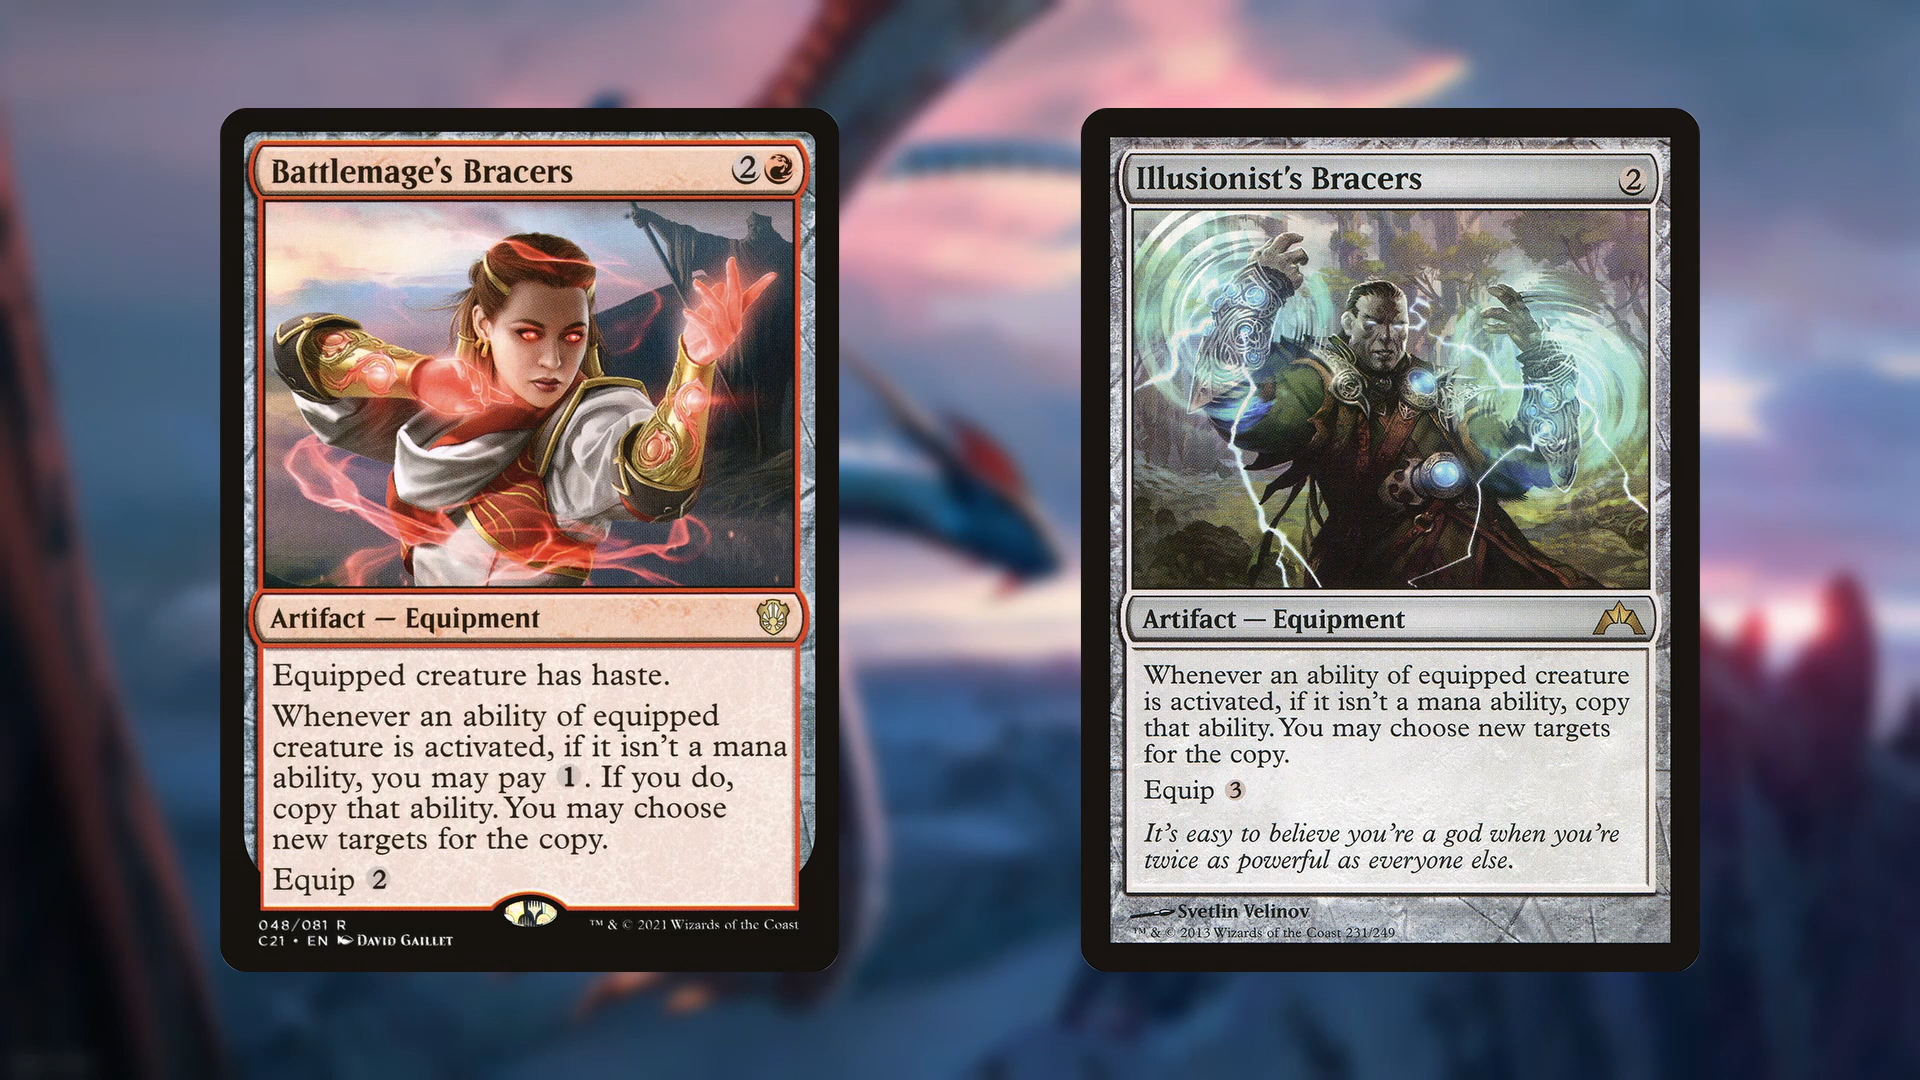 Battlemage's Bracers 2
Artifact — Equipment
Equipped creature has haste.
Whenever an ability of equipped
creature is activated, if it isn't a mana
ability, you may pay 1. If you do,
copy that ability. You may choose
new targets for the copy.
Equip 2
048/081 R
C21 • EN DAVID GAILLET
™ & © 2021 Wizards of the Coast
Illusionist's Bracers 2
Artifact — Equipment
Whenever an ability of equipped creature
is activated, if it isn't a mana ability, copy
that ability. You may choose new targets
for the copy.
Equip 3
It's easy to believe you're a god when you're
twice as powerful as everyone else.
Svetlin Velinov
™ & © 2013 Wizards of the Coast 231/249